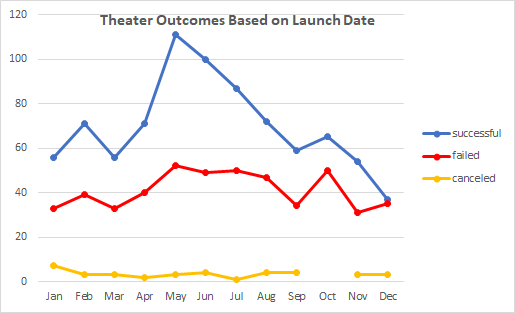 Theater Outcomes Based on Launch Date
120
100
80
60
40
20
0
Jan Feb Mar Apr May Jun Jul Aug Sep Oct Nov Dec
successful
failed
canceled